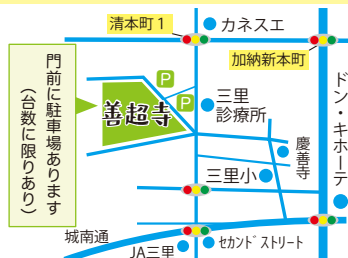 清本町1
カネスエ
加納新本町
門前に駐車場あります
（台数に限りあり）
P
P
善超寺
三里
診療所
ドン・キホーテ
慶善寺
三里小
城南通
JA三里
セカンドストリート